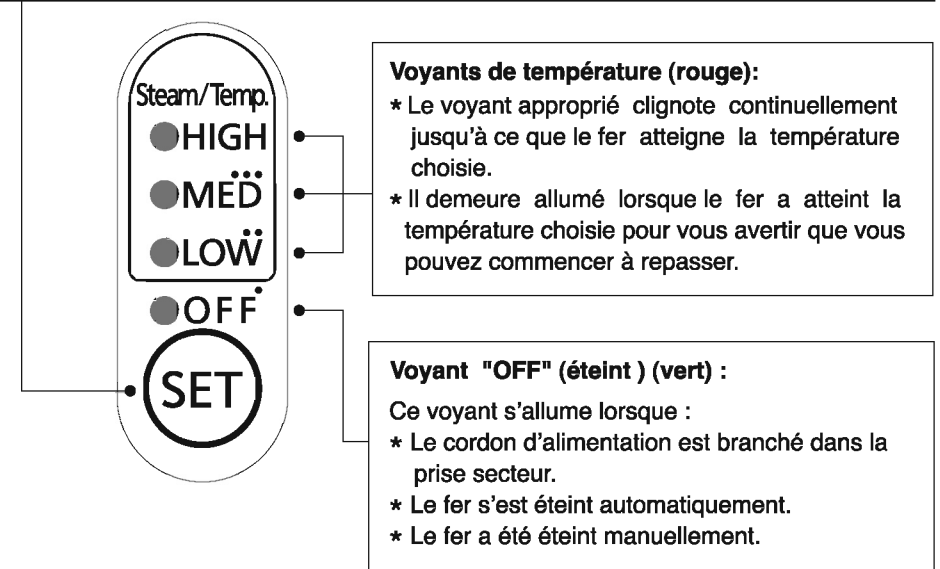 Steam/Temp.
HIGH
•••
MED
••
LOW
•
OFF
SET
Voyants de température (rouge):
* Le voyant approprié clignote continuellement
jusqu'à ce que le fer atteigne la température
choisie.
* Il demeure allumé lorsque le fer a atteint la
température choisie pour vous avertir que vous
pouvez commencer à repasser.
Voyant "OFF" (éteint ) (vert) :
Ce voyant s'allume lorsque :
* Le cordon d'alimentation est branché dans la
prise secteur.
* Le fer s'est éteint automatiquement.
* Le fer a été éteint manuellement.